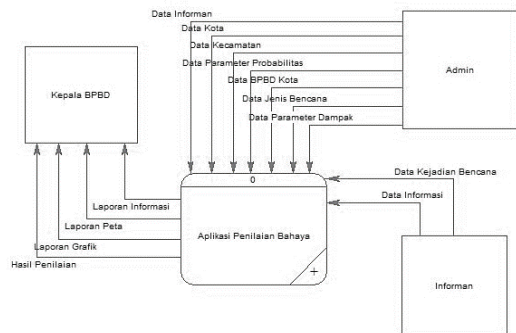 Data Informan
Data Kota
Data Kecamatan
Data Parameter Probabilitas
Data BPBD Kota
Data Jenis Bencana
Data Parameter Dampak
Admin
Kepala BPBD
0
Aplikasi Penilaian Bahaya
+
Laporan Informasi
Laporan Peta
Laporan Grafik
Hasil Penilaian
Data Kejadian Bencana
Data Informasi
Informan